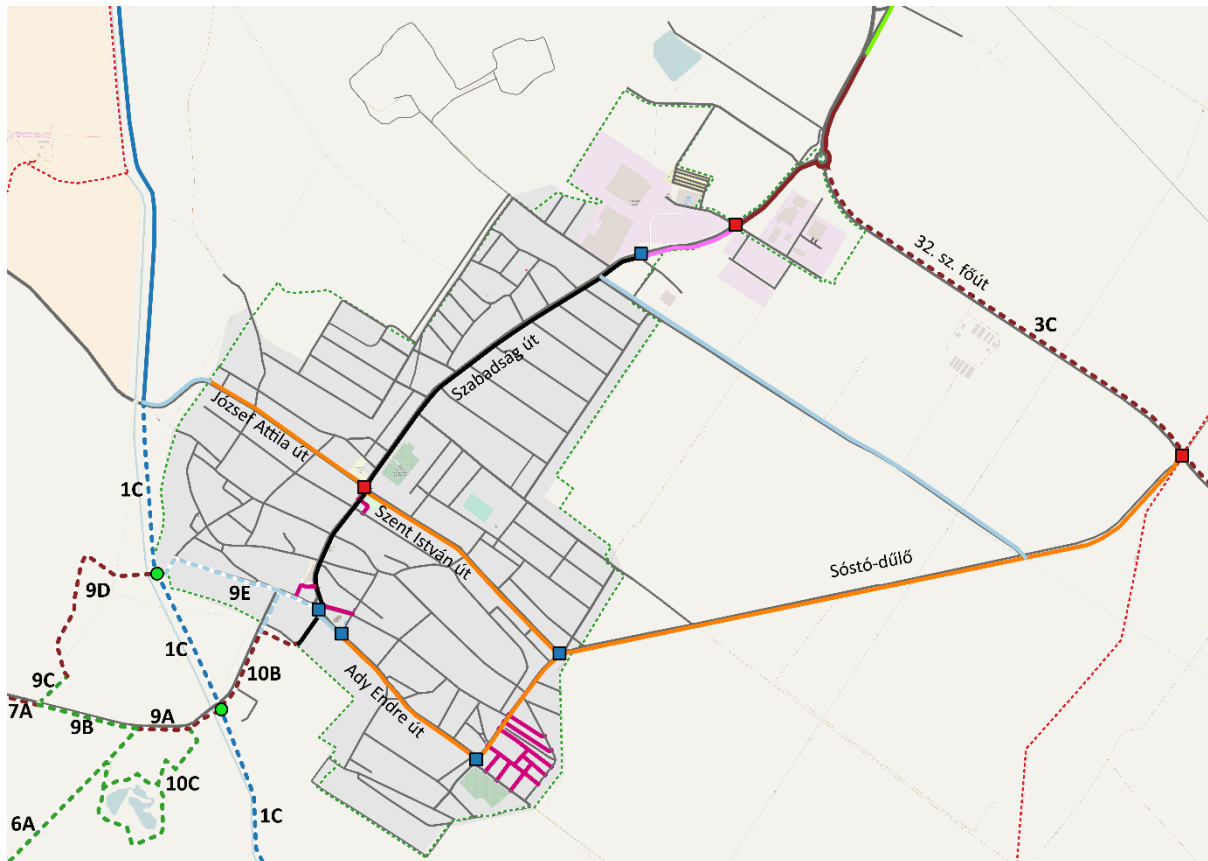 32. sz. főút
3C
Szabadság út
József Attila út
1C
Szent István út
Sóstó-dűlő
9D
9E
1C
10B
9C
Ady Endre út
7A
9B
9A
10C
6A
1C